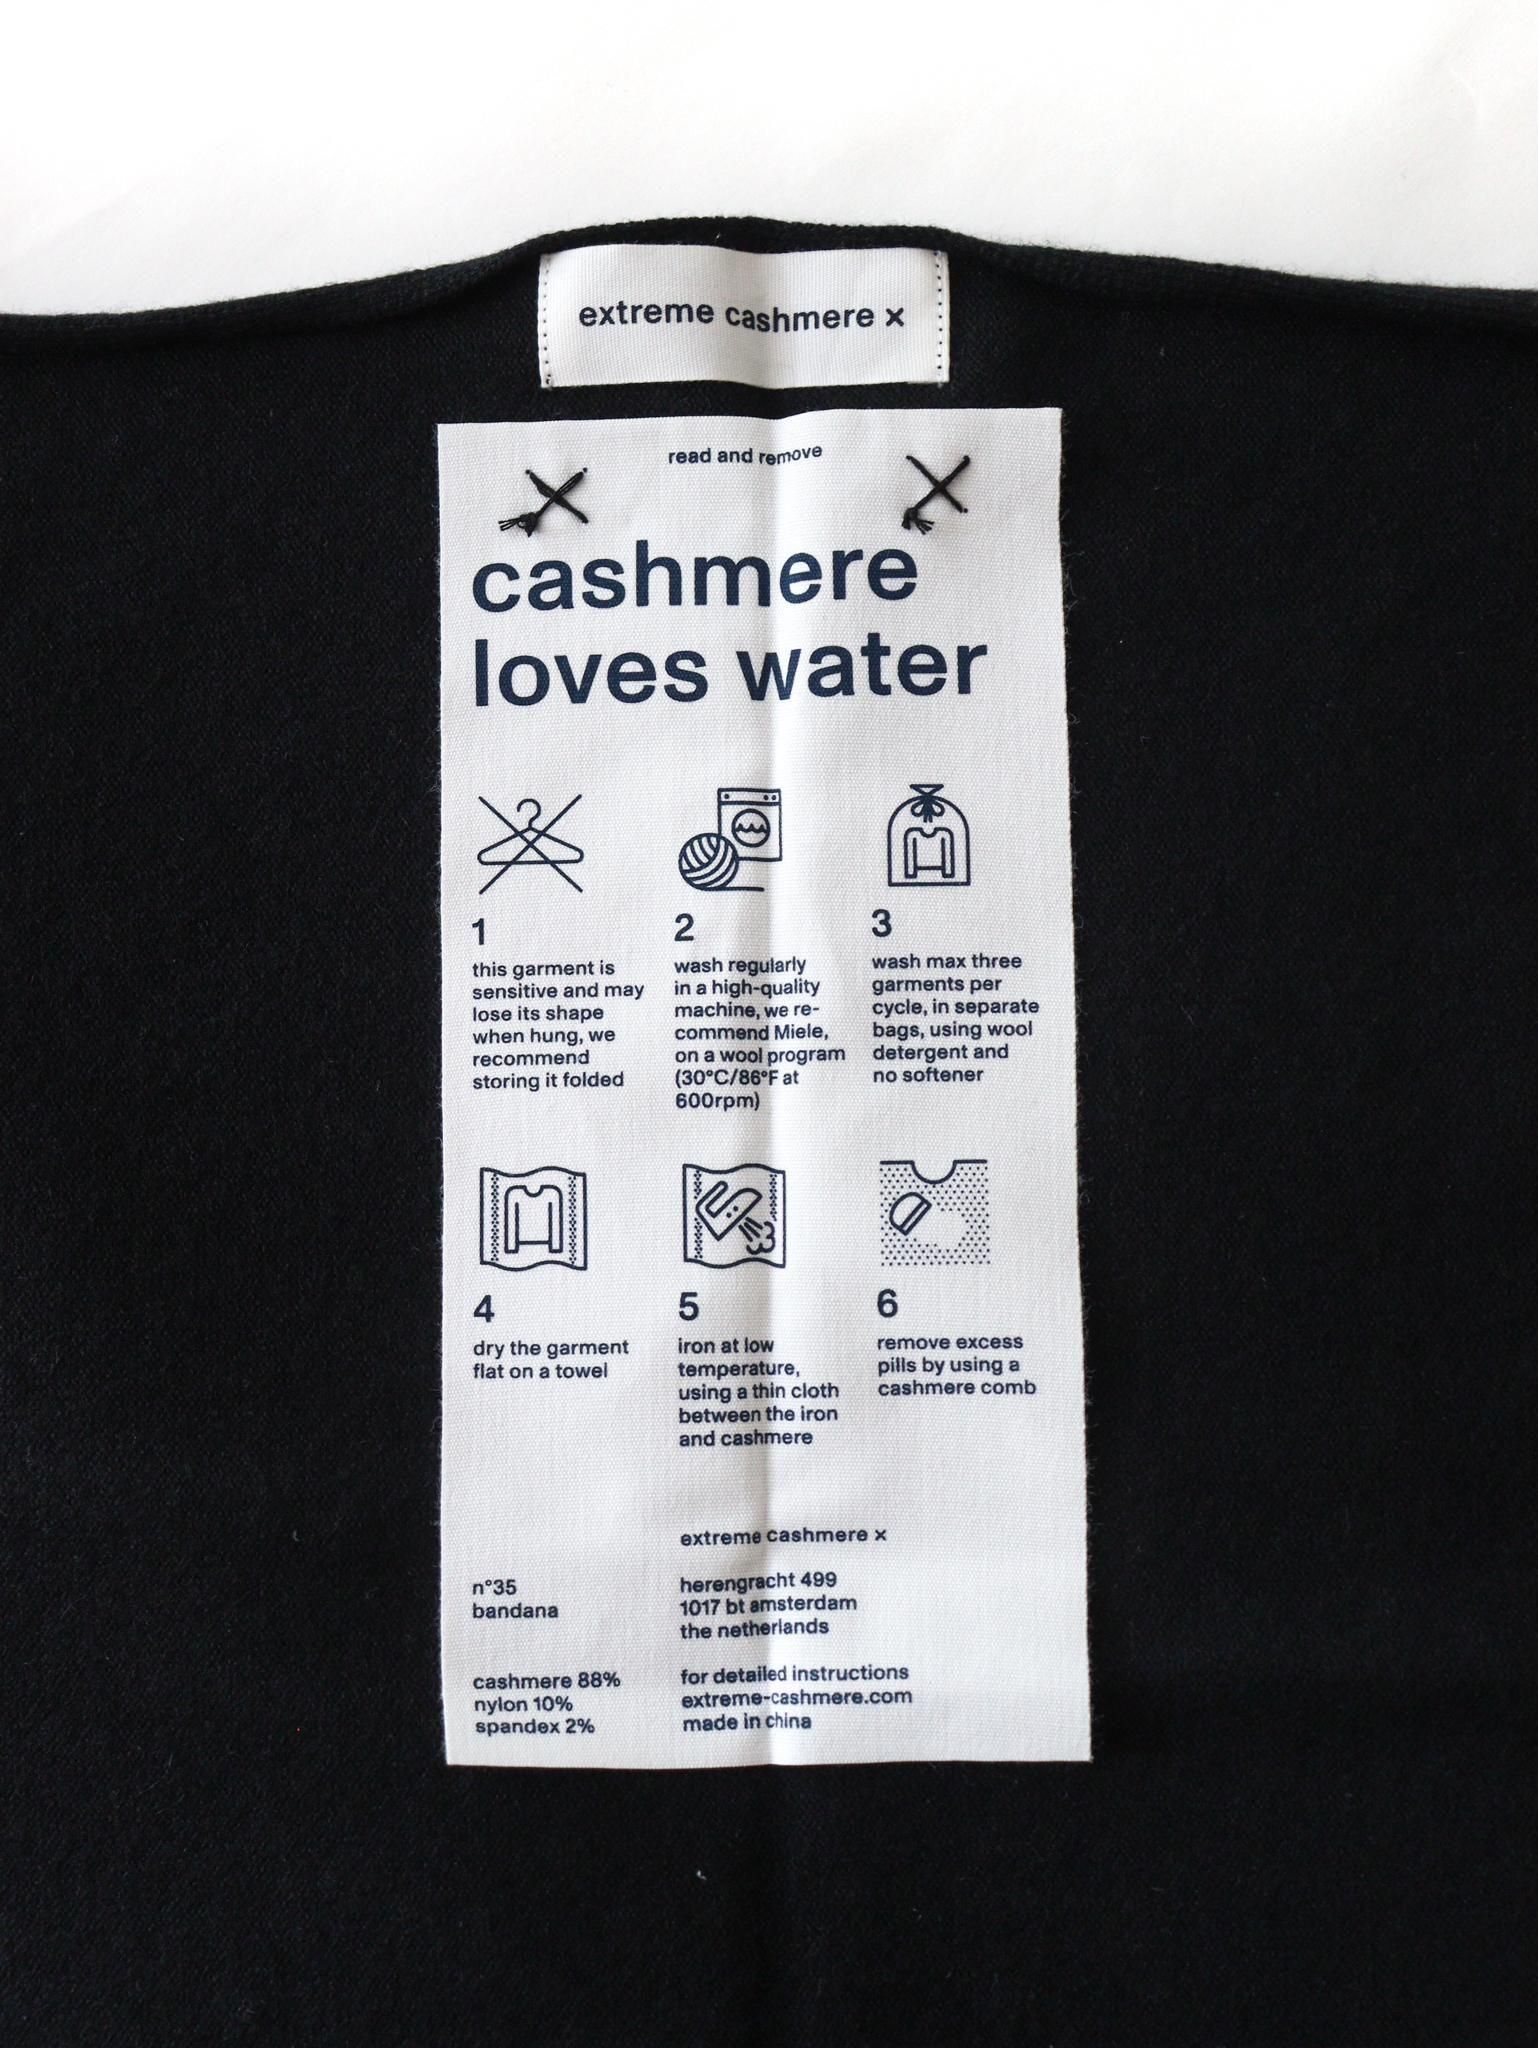 extreme cashmere x
read and remove
cashmere
loves water
1
this garment is
sensitive and may
lose its shape
when hung, we
recommend
storing it folded
2
wash regularly
in a high-quality
machine, we re-
commend Miele,
on a wool program
(30°C/86°F at
600rpm)
3
wash max three
garments per
cycle, in separate
bags, using wool
detergent and
no softener
4
dry the garment
flat on a towel
5
iron at low
temperature,
using a thin cloth
between the iron
and cashmere
6
remove excess
pills by using a
cashmere comb
n°35
bandana
cashmere 88%
nylon 10%
spandex 2%
extreme cashmere x
herengracht 499
1017 bt amsterdam
the netherlands
for detailed instructions
extreme-cashmere.com
made in china